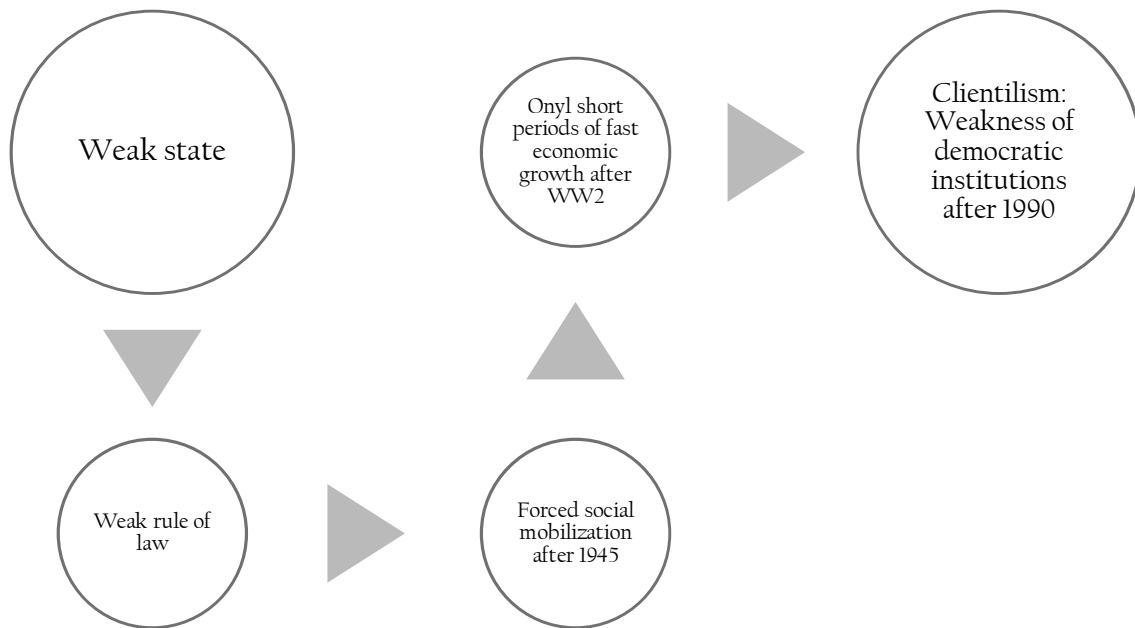 Weak state
Weak rule of
law
Forced social
mobilization
after 1945
Onyl short
periods of fast
economic
growth after
WW2
Clientilism:
Weakness of
democratic
institutions
after 1990